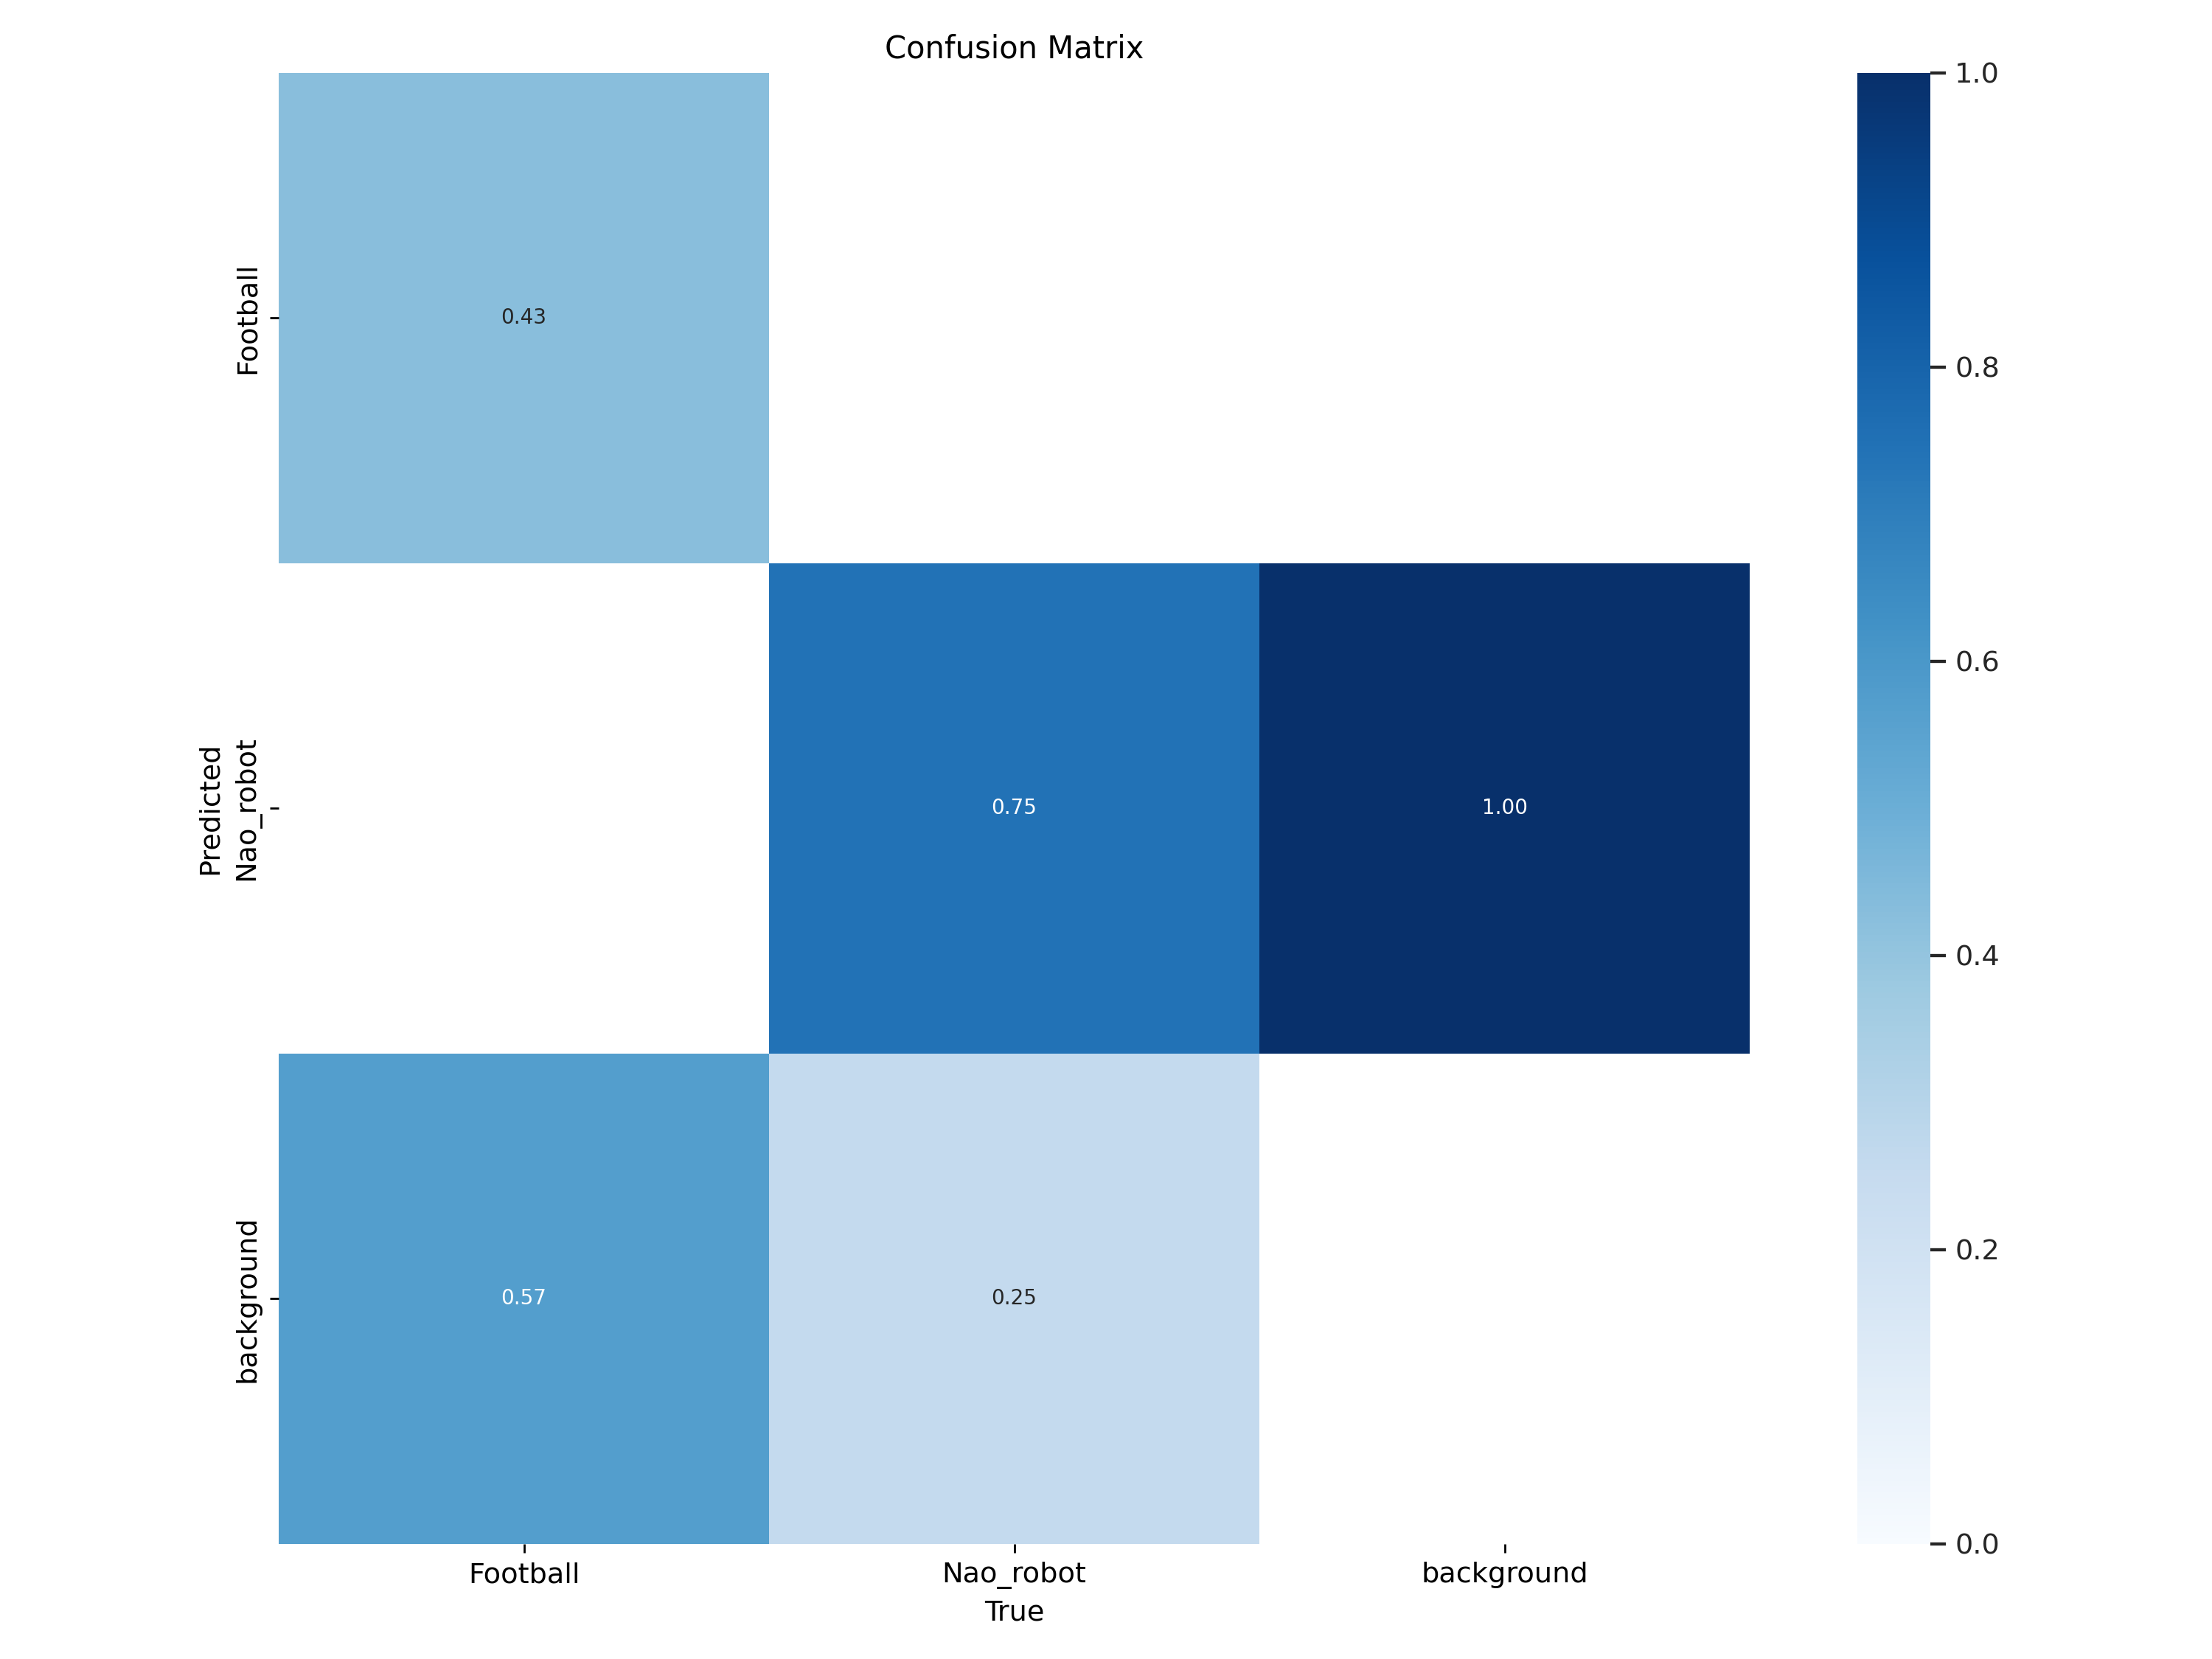 Confusion Matrix
Football
Predicted
Nao_robot
background
0.43
0.75
1.00
0.57
0.25
Football
Nao_robot
background
True
1.0
0.8
0.6
0.4
0.2
0.0